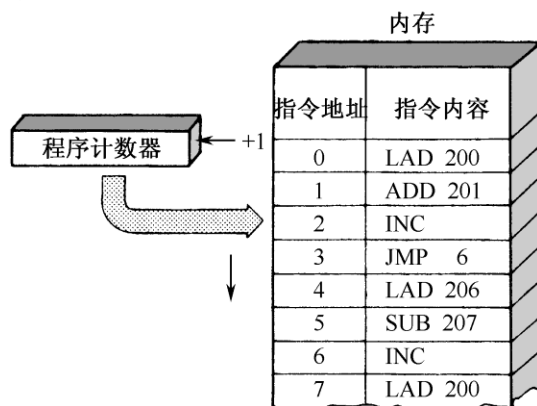 内存
指令地址 指令内容
程序计数器 +1
0 LAD 200
1 ADD 201
2 INC
3 JMP 6
4 LAD 206
5 SUB 207
6 INC
7 LAD 200